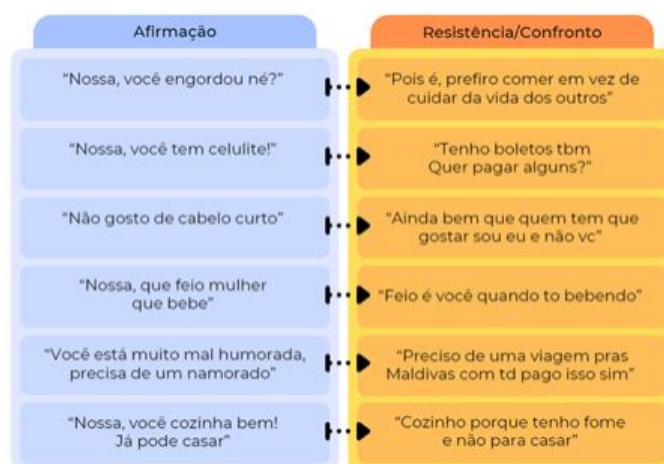 Afirmação
Resistência/Confronto
“Nossa, você engordou né?”
“Pois é, prefiro comer em vez de
cuidar da vida dos outros”
“Nossa, você tem celulite!”
“Tenho boletos tbm
Quer pagar alguns?”
“Não gosto de cabelo curto”
“Ainda bem que quem tem que
gostar sou eu e não vc”
“Nossa, que feio mulher
que bebe”
“Feio é você quando to bebendo”
“Você está muito mal humorada,
precisa de um namorado”
“Preciso de uma viagem pras
Maldivas com td pago isso sim”
“Nossa, você cozinha bem!
Já pode casar”
“Cozinho porque tenho fome
e não para casar”